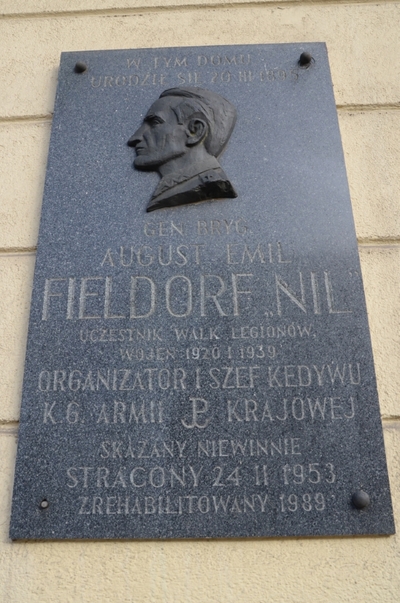 W TYM DOMU
URODZIŁ SIĘ 20 III 1895
GEN BRYG
AUGUST EMIL
FIELDORF „NIL”
UCZESTNIK WALK LEGIONÓW,
WOJEN 1920 I 1939
ORGANIZATOR I SZEF KEDYWU
K.G. ARMII KRAJOWEJ
SKAZANY NIEWINNIE
STRACONY 24 II 1953
ZREHABILITOWANY 1989